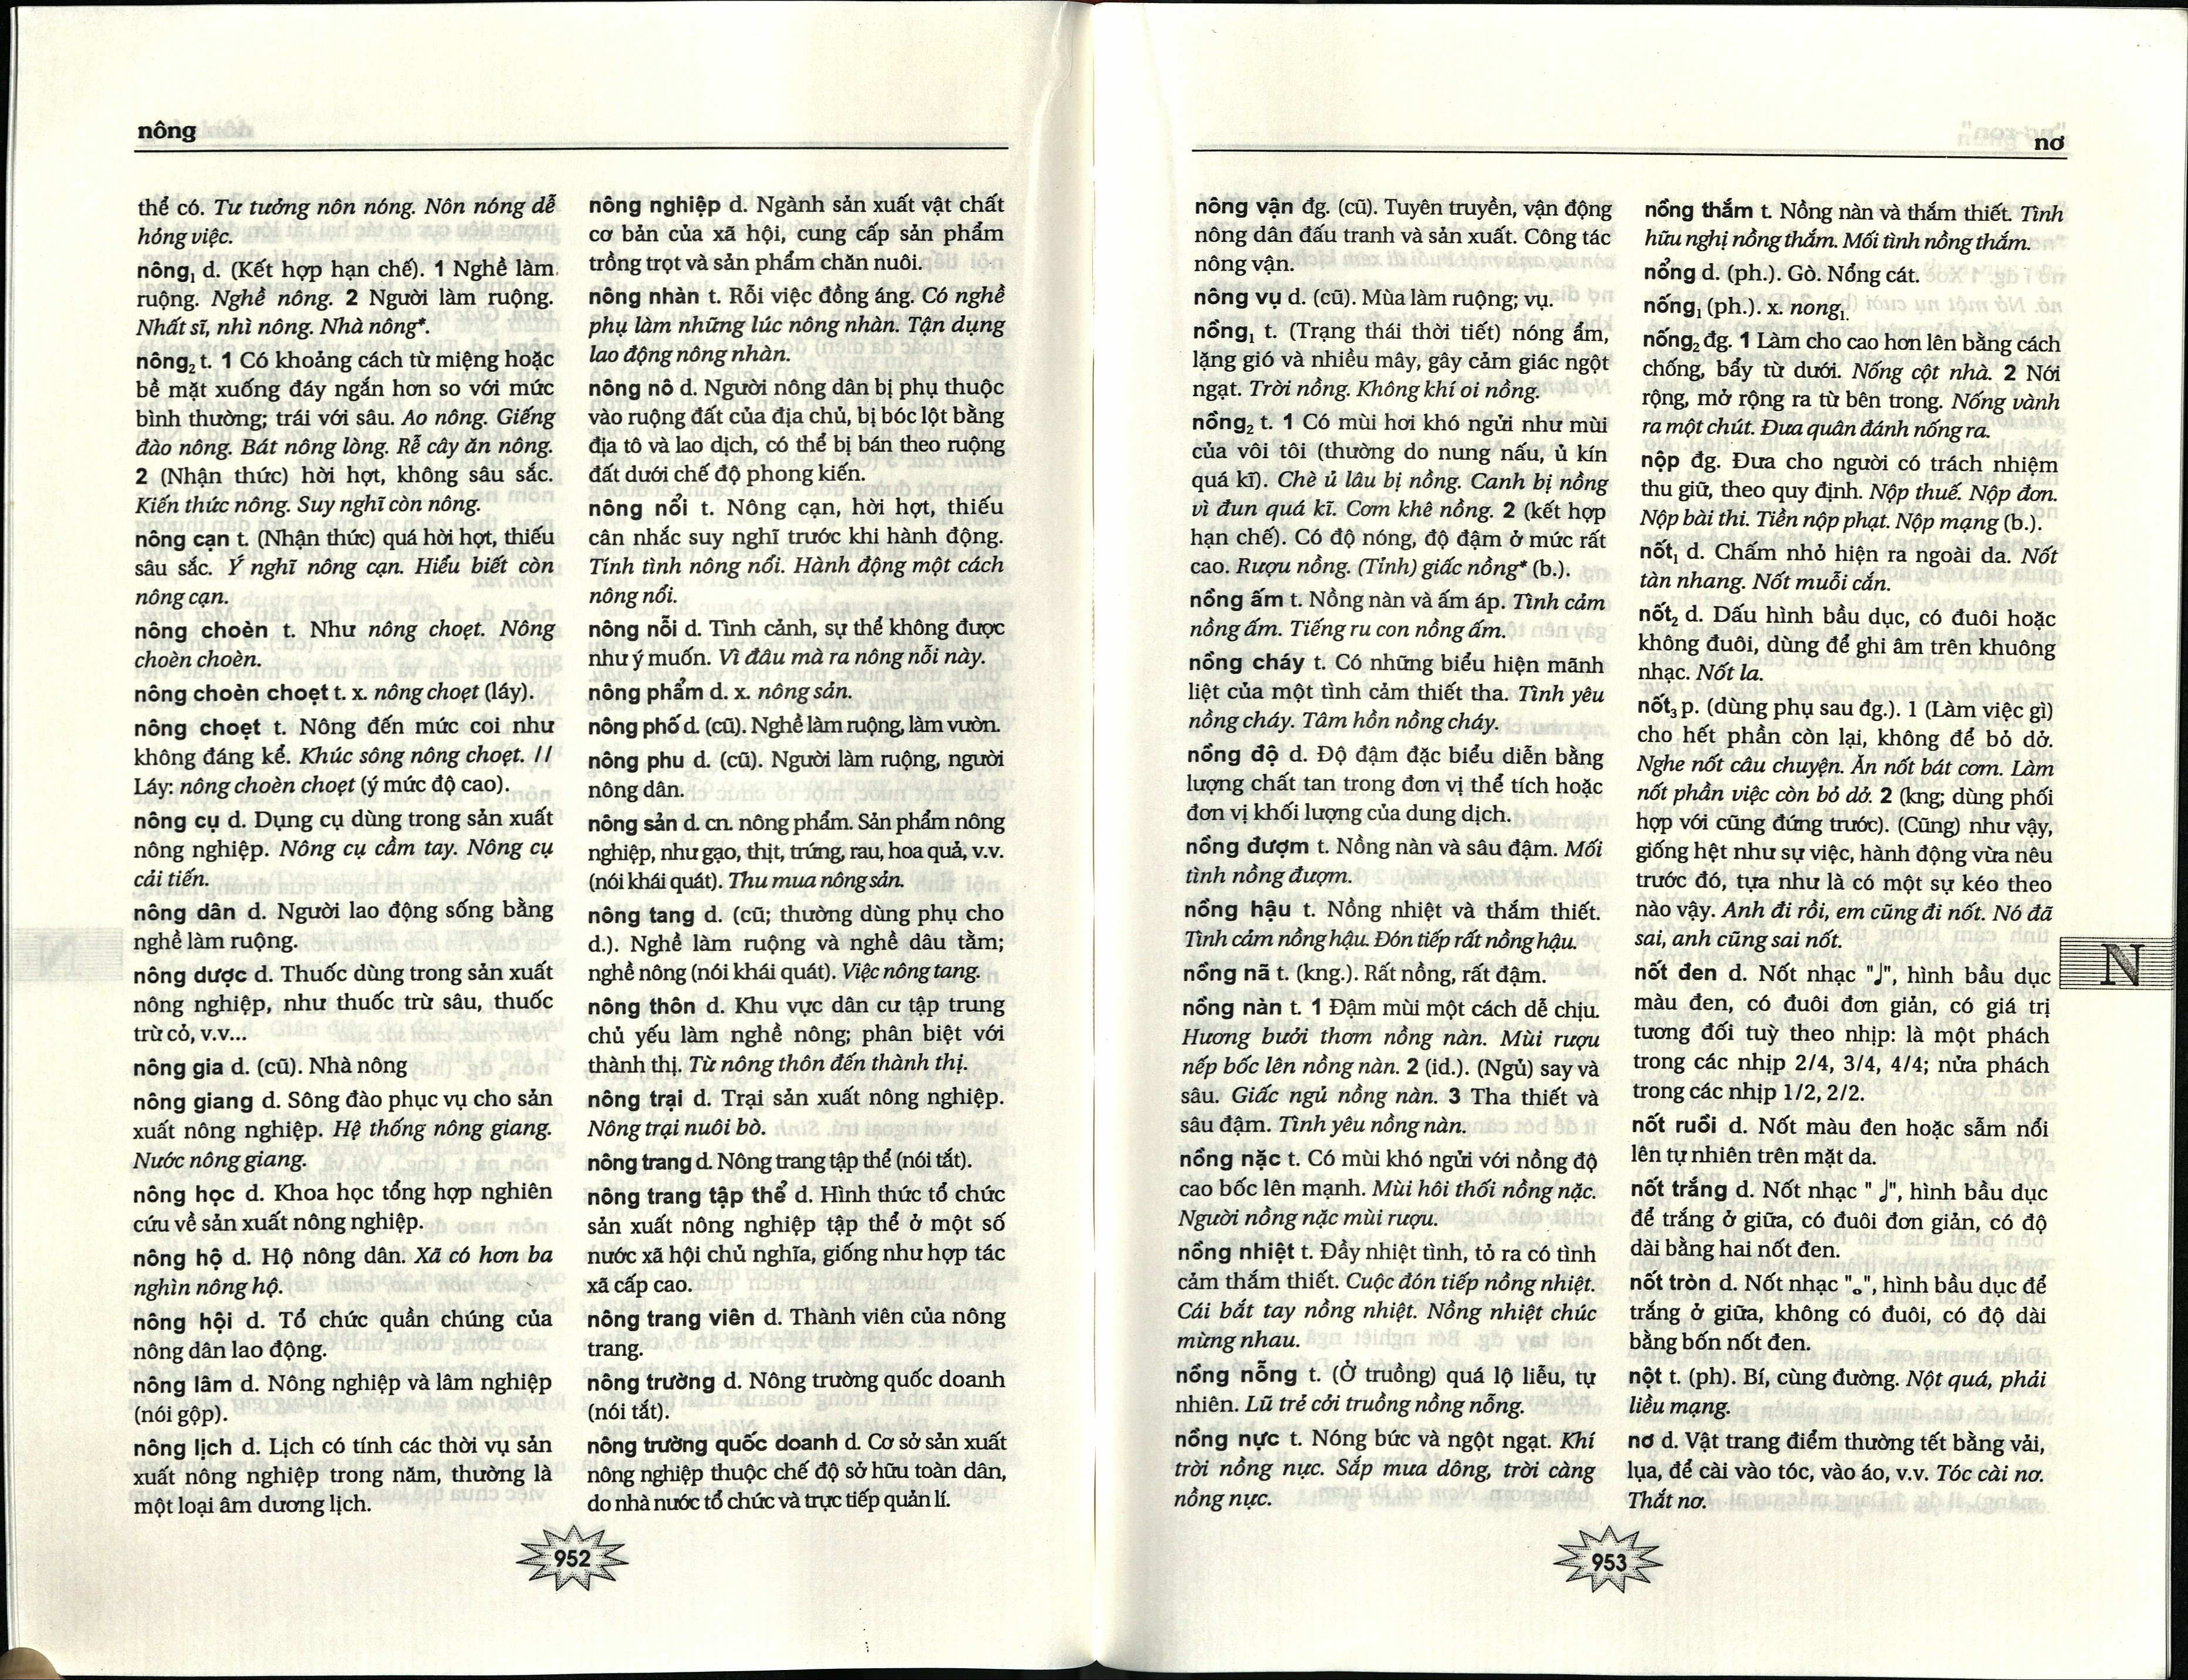 nông
thể có. Tư tưởng nôn nóng. Nôn nóng dễ
hỏng việc.
nông₁ d. (Kết hợp hạn chế). 1 Nghề làm
ruộng. Nghề nông. 2 Người làm ruộng.
Nhất sĩ, nhì nông. Nhà nông*.
nông₂ t. 1 Có khoảng cách từ miệng hoặc
bề mặt xuống đáy ngắn hơn so với mức
bình thường; trái với sâu. Ao nông. Giếng
đào nông. Bát nông lòng. Rễ cây ăn nông.
2 (Nhận thức) hời hợt, không sâu sắc.
Kiến thức nông. Suy nghĩ còn nông.
nông cạn t. (Nhận thức) quá hời hợt, thiếu
sâu sắc. Ý nghĩ nông cạn. Hiểu biết còn
nông cạn.
nông choèn t. Như nông choẹt. Nông
choèn choèn.
nông choèn choẹt t. x. nông choẹt (láy).
nông choẹt t. Nông đến mức coi như
không đáng kể. Khúc sông nông choẹt. //
Láy: nông choèn choẹt (ý mức độ cao).
nông cụ d. Dụng cụ dùng trong sản xuất
nông nghiệp. Nông cụ cầm tay. Nông cụ
cải tiến.
nông dân d. Người lao động sống bằng
nghề làm ruộng.
nông dược d. Thuốc dùng trong sản xuất
nông nghiệp, như thuốc trừ sâu, thuốc
trừ cỏ, v.v...
nông gia d. (cũ). Nhà nông
nông giang d. Sông đào phục vụ cho sản
xuất nông nghiệp. Hệ thống nông giang.
Nước nông giang.
nông học d. Khoa học tổng hợp nghiên
cứu về sản xuất nông nghiệp.
nông hộ d. Hộ nông dân. Xã có hơn ba
nghìn nông hộ.
nông hội d. Tổ chức quần chúng của
nông dân lao động.
nông lâm d. Nông nghiệp và lâm nghiệp
(nói gộp).
nông lịch d. Lịch có tính các thời vụ sản
xuất nông nghiệp trong năm, thường là
một loại âm dương lịch.
nông nghiệp d. Ngành sản xuất vật chất
cơ bản của xã hội, cung cấp sản phẩm
trồng trọt và sản phẩm chăn nuôi.
nông nhàn t. Rỗi việc đồng áng. Có nghề
phụ làm những lúc nông nhàn. Tận dụng
lao động nông nhàn.
nông nô d. Người nông dân bị phụ thuộc
vào ruộng đất của địa chủ, bị bóc lột bằng
địa tô và lao dịch, có thể bị bán theo ruộng
đất dưới chế độ phong kiến.
nông nổi t. Nông cạn, hời hợt, thiếu
cân nhắc suy nghĩ trước khi hành động.
Tính tình nông nổi. Hành động một cách
nông nổi.
nông nỗi d. Tình cảnh, sự thể không được
như ý muốn. Vì đâu mà ra nông nỗi này.
nông phẩm d. x. nông sản.
nông phố d. (cũ). Nghề làm ruộng, làm vườn.
nông phu d. (cũ). Người làm ruộng, người
nông dân.
nông sản d. cn. nông phẩm. Sản phẩm nông
nghiệp, như gạo, thịt, trứng, rau, hoa quả, v.v.
(nói khái quát). Thu mua nông sản.
nông tang d. (cũ; thường dùng phụ cho
d.). Nghề làm ruộng và nghề dâu tằm;
nghề nông (nói khái quát). Việc nông tang.
nông thôn d. Khu vực dân cư tập trung
chủ yếu làm nghề nông; phân biệt với
thành thị. Từ nông thôn đến thành thị.
nông trại d. Trại sản xuất nông nghiệp.
Nông trại nuôi bò.
nông trang d. Nông trang tập thể (nói tắt).
nông trang tập thể d. Hình thức tổ chức
sản xuất nông nghiệp tập thể ở một số
nước xã hội chủ nghĩa, giống như hợp tác
xã cấp cao.
nông trang viên d. Thành viên của nông
trang.
nông trường d. Nông trường quốc doanh
(nói tắt).
nông trường quốc doanh d. Cơ sở sản xuất
nông nghiệp thuộc chế độ sở hữu toàn dân,
do nhà nước tổ chức và trực tiếp quản lí.
952
nơ
nông vận đg. (cũ). Tuyên truyền, vận động
nông dân đấu tranh và sản xuất. Công tác
nông vận.
nông vụ d. (cũ). Mùa làm ruộng; vụ.
nồng₁ t. (Trạng thái thời tiết) nóng ẩm,
lặng gió và nhiều mây, gây cảm giác ngột
ngạt. Trời nồng. Không khí oi nồng.
nồng₂ t. 1 Có mùi hơi khó ngửi như mùi
của vôi tôi (thường do nung nấu, ủ kín
quá kĩ). Chè ủ lâu bị nồng. Canh bị nồng
vì đun quá kĩ. Cơm khê nồng. 2 (kết hợp
hạn chế). Có độ nóng, độ đậm ở mức rất
cao. Rượu nồng. (Tỉnh) giấc nồng* (b.).
nồng ấm t. Nồng nàn và ấm áp. Tình cảm
nồng ấm. Tiếng ru con nồng ấm.
nồng cháy t. Có những biểu hiện mãnh
liệt của một tình cảm thiết tha. Tình yêu
nồng cháy. Tâm hồn nồng cháy.
nồng độ d. Độ đậm đặc biểu diễn bằng
lượng chất tan trong đơn vị thể tích hoặc
đơn vị khối lượng của dung dịch.
nồng đượm t. Nồng nàn và sâu đậm. Mối
tình nồng đượm.
nồng hậu t. Nồng nhiệt và thắm thiết.
Tình cảm nồng hậu. Đón tiếp rất nồng hậu.
nồng nã t. (kng.). Rất nồng, rất đậm.
nồng nàn t. 1 Đậm mùi một cách dễ chịu.
Hương bưởi thơm nồng nàn. Mùi rượu
nếp bốc lên nồng nàn. 2 (id.). (Ngủ) say và
sâu. Giấc ngủ nồng nàn. 3 Tha thiết và
sâu đậm. Tình yêu nồng nàn.
nồng nặc t. Có mùi khó ngửi với nồng độ
cao bốc lên mạnh. Mùi hôi thối nồng nặc.
Người nồng nặc mùi rượu.
nồng nhiệt t. Đầy nhiệt tình, tỏ ra có tình
cảm thắm thiết. Cuộc đón tiếp nồng nhiệt.
Cái bắt tay nồng nhiệt. Nồng nhiệt chúc
mừng nhau.
nồng nỗng t. (Ở truồng) quá lộ liễu, tự
nhiên. Lũ trẻ cởi truồng nồng nỗng.
nồng nực t. Nóng bức và ngột ngạt. Khí
trời nồng nực. Sắp mưa dông, trời càng
nồng nực.
nồng thắm t. Nồng nàn và thắm thiết. Tình
hữu nghị nồng thắm. Mối tình nồng thắm.
nổng d. (ph.). Gò. Nổng cát.
nống₁ (ph.). x. nong₁.
nống₂ đg. 1 Làm cho cao hơn lên bằng cách
chống, bẩy từ dưới. Nống cột nhà. 2 Nới
rộng, mở rộng ra từ bên trong. Nống vành
ra một chút. Đưa quân đánh nống ra.
nộp đg. Đưa cho người có trách nhiệm
thu giữ, theo quy định. Nộp thuế. Nộp đơn.
Nộp bài thi. Tiền nộp phạt. Nộp mạng (b.).
nốt₁ d. Chấm nhỏ hiện ra ngoài da. Nốt
tàn nhang. Nốt muỗi cắn.
nốt₂ d. Dấu hình bầu dục, có đuôi hoặc
không đuôi, dùng để ghi âm trên khuông
nhạc. Nốt la.
nốt₃ p. (dùng phụ sau đg.). 1 (Làm việc gì)
cho hết phần còn lại, không để bỏ dở.
Nghe nốt câu chuyện. Ăn nốt bát cơm. Làm
nốt phần việc còn bỏ dở. 2 (kng; dùng phối
hợp với cũng đứng trước). (Cũng) như vậy,
giống hệt như sự việc, hành động vừa nêu
trước đó, tựa như là có một sự kéo theo
nào vậy. Anh đi rồi, em cũng đi nốt. Nó đã
sai, anh cũng sai nốt.
nốt đen d. Nốt nhạc "♩", hình bầu dục
màu đen, có đuôi đơn giản, có giá trị
tương đối tuỳ theo nhịp: là một phách
trong các nhịp 2/4, 3/4, 4/4; nửa phách
trong các nhịp 1/2, 2/2.
nốt ruồi d. Nốt màu đen hoặc sẫm nổi
lên tự nhiên trên mặt da.
nốt trắng d. Nốt nhạc "𝅗𝅥", hình bầu dục
để trắng ở giữa, có đuôi đơn giản, có độ
dài bằng hai nốt đen.
nốt tròn d. Nốt nhạc "𝅝", hình bầu dục để
trắng ở giữa, không có đuôi, có độ dài
bằng bốn nốt đen.
nột t. (ph). Bí, cùng đường. Nột quá, phải
liều mạng.
nơ d. Vật trang điểm thường tết bằng vải,
lụa, để cài vào tóc, vào áo, v.v. Tóc cài nơ.
Thắt nơ.
N
953